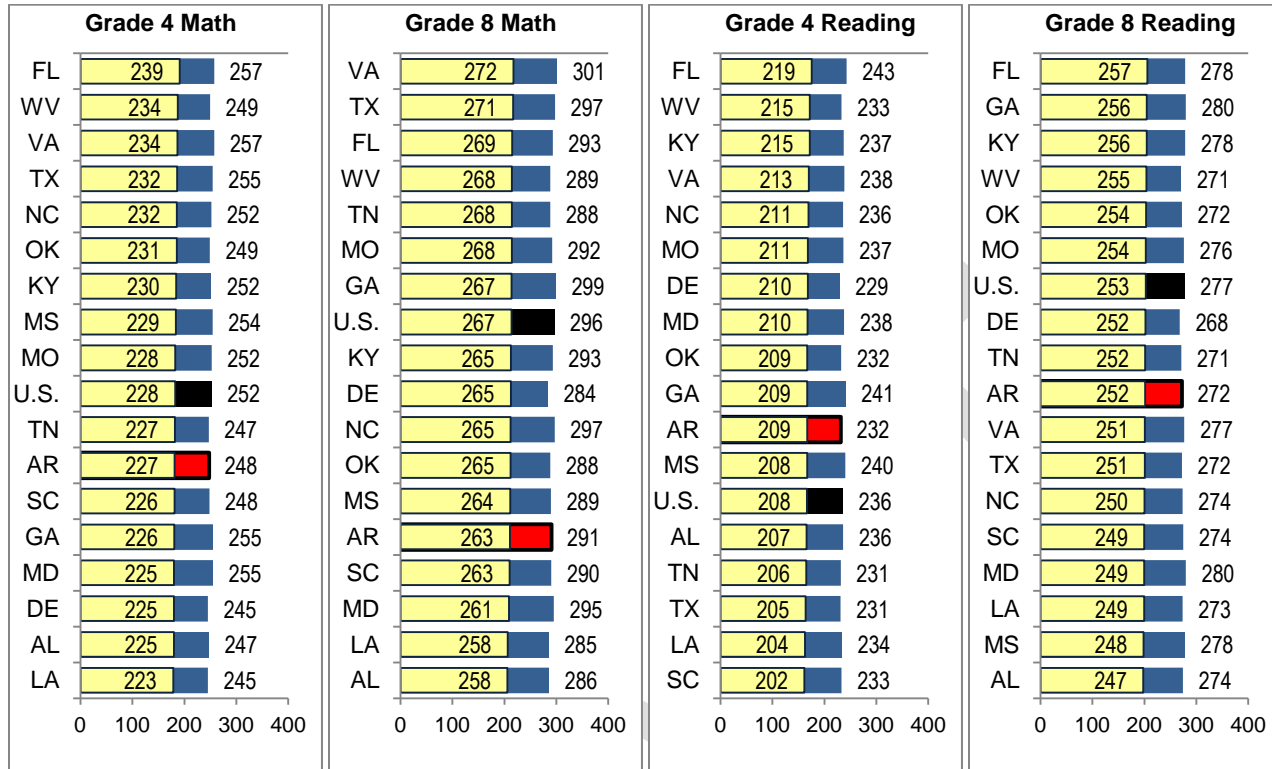 Grade 4 Math
FL 239 257
WV 234 249
VA 234 257
TX 232 255
NC 232 252
OK 231 249
KY 230 252
MS 229 254
MO 228 252
U.S. 228 252
TN 227 247
AR 227 248
SC 226 248
GA 226 255
MD 225 255
DE 225 245
AL 225 247
LA 223 245
0 100 200 300 400
Grade 8 Math
VA 272 301
TX 271 297
FL 269 293
WV 268 289
TN 268 288
MO 268 292
GA 267 299
U.S. 267 296
KY 265 293
DE 265 284
NC 265 297
OK 265 288
MS 264 289
AR 263 291
SC 263 290
MD 261 295
LA 258 285
AL 258 286
0 100 200 300 400
Grade 4 Reading
FL 219 243
WV 215 233
KY 215 237
VA 213 238
NC 211 236
MO 211 237
DE 210 229
MD 210 238
OK 209 232
GA 209 241
AR 209 232
MS 208 240
U.S. 208 236
AL 207 236
TN 206 231
TX 205 231
LA 204 234
SC 202 233
0 100 200 300 400
Grade 8 Reading
FL 257 278
GA 256 280
KY 256 278
WV 255 271
OK 254 272
MO 254 276
U.S. 253 277
DE 252 268
TN 252 271
AR 252 272
VA 251 277
TX 251 272
NC 250 274
SC 249 274
MD 249 280
LA 249 273
MS 248 278
AL 247 274
0 100 200 300 400